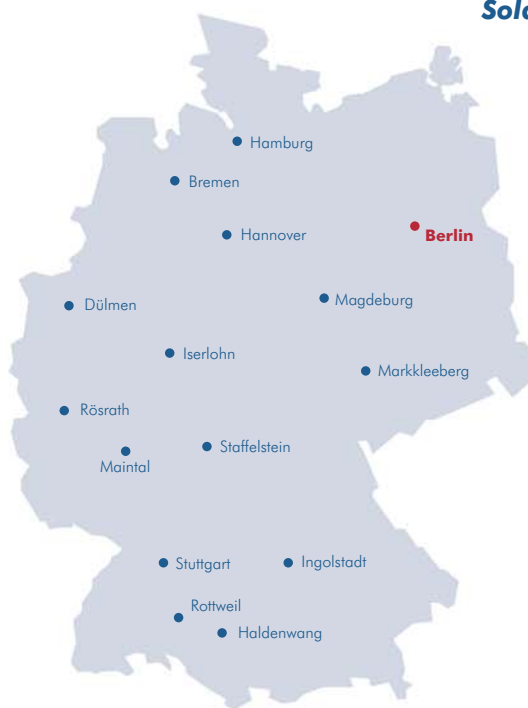 Hamburg
Bremen
Hannover
Berlin
Dülmen
Magdeburg
Iserlohn
Markkleeberg
Rösrath
Staffelstein
Maintal
Stuttgart
Ingolstadt
Rottweil
Haldenwang